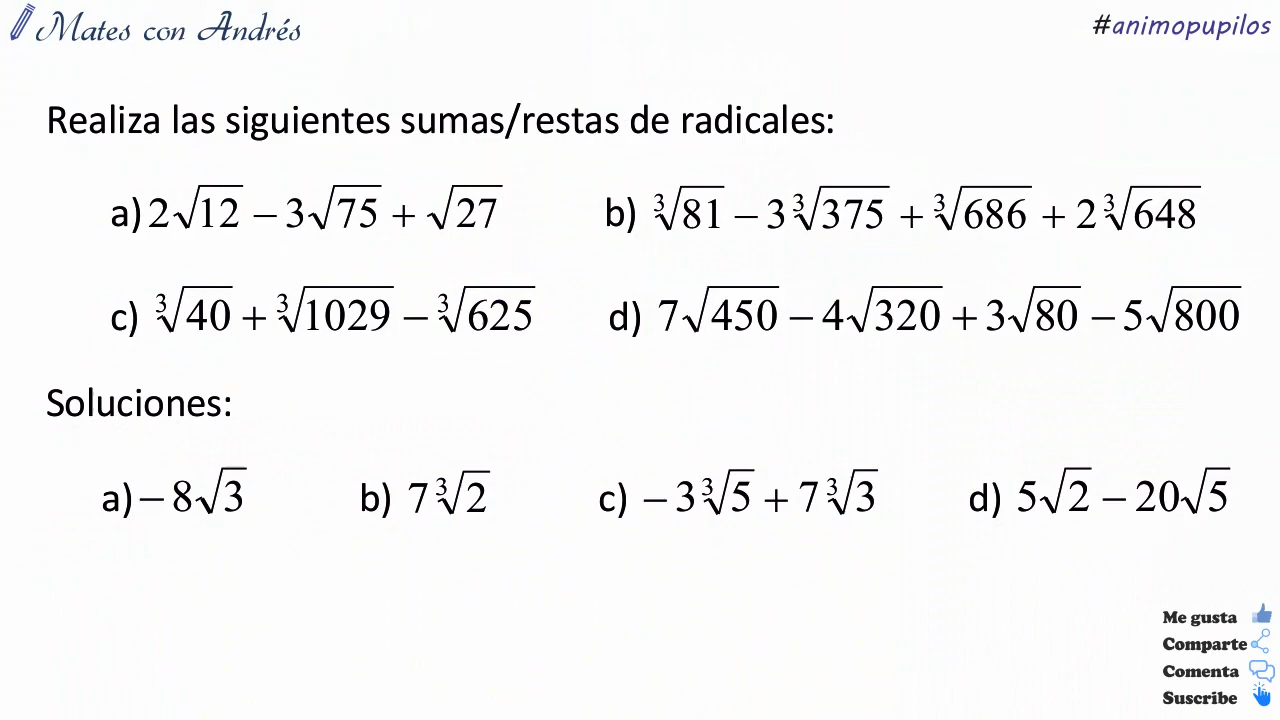 Mates con Andrés
#animopupilos
Realiza las siguientes sumas/restas de radicales:
a) 2√12 − 3√75 + √27
b) ∛81 − 3∛375 + ∛686 + 2∛648
c) ∛40 + ∛1029 − ∛625
d) 7√450 − 4√320 + 3√80 − 5√800
Soluciones:
a) − 8√3
b) 7∛2
c) − 3∛5 + 7∛3
d) 5√2 − 20√5
Me gusta
Comparte
Comenta
Suscribe